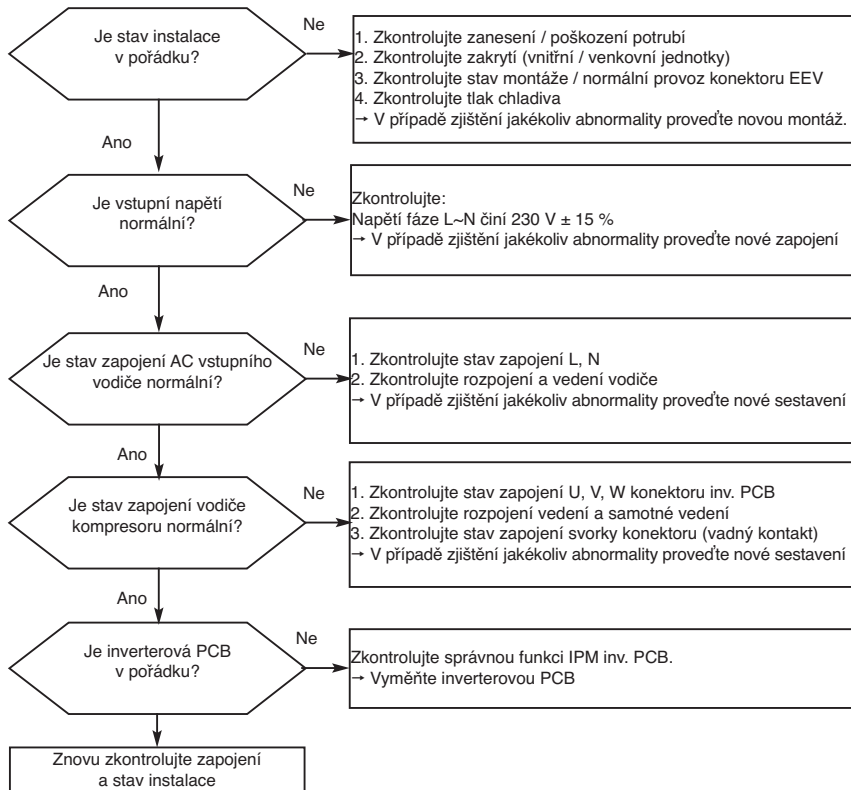 Je stav instalace
v pořádku?
Ne
1. Zkontrolujte zanesení / poškození potrubí
2. Zkontrolujte zakrytí (vnitřní / venkovní jednotky)
3. Zkontrolujte stav montáže / normální provoz konektoru EEV
4. Zkontrolujte tlak chladiva
→ V případě zjištění jakékoliv abnormality proveďte novou montáž.
Ano
Je vstupní napětí
normální?
Ne
Zkontrolujte:
Napětí fáze L~N činí 230 V ± 15 %
→ V případě zjištění jakékoliv abnormality proveďte nové zapojení
Ano
Je stav zapojení AC vstupního
vodiče normální?
Ne
1. Zkontrolujte stav zapojení L, N
2. Zkontrolujte rozpojení a vedení vodiče
→ V případě zjištění jakékoliv abnormality proveďte nové sestavení
Ano
Je stav zapojení vodiče
kompresoru normální?
Ne
1. Zkontrolujte stav zapojení U, V, W konektoru inv. PCB
2. Zkontrolujte rozpojení vedení a samotné vedení
3. Zkontrolujte stav zapojení svorky konektoru (vadný kontakt)
→ V případě zjištění jakékoliv abnormality proveďte nové sestavení
Ano
Je inverterová PCB
v pořádku?
Ne
Zkontrolujte správnou funkci IPM inv. PCB.
→ Vyměňte inverterovou PCB
Znovu zkontrolujte zapojení
a stav instalace